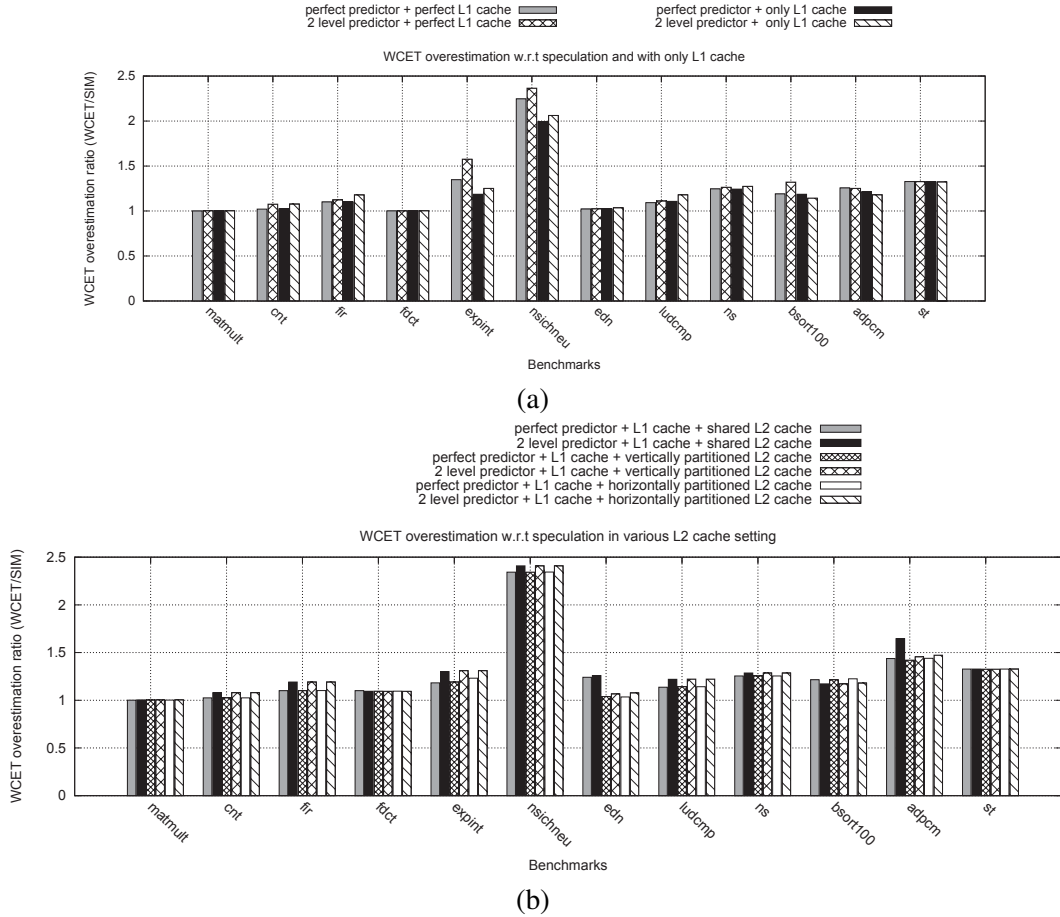 perfect predictor + perfect L1 cache
2 level predictor + perfect L1 cache
perfect predictor + only L1 cache
2 level predictor + only L1 cache
WCET overestimation w.r.t speculation and with only L1 cache
WCET overestimation ratio (WCET/SIM)
2.5
2
1.5
1
0.5
0
matmult
cnt
fir
fdct
expint
nsichneu
edn
ludcmp
ns
bsort100
adpcm
st
Benchmarks
(a)
perfect predictor + L1 cache + shared L2 cache
2 level predictor + L1 cache + shared L2 cache
perfect predictor + L1 cache + vertically partitioned L2 cache
2 level predictor + L1 cache + vertically partitioned L2 cache
perfect predictor + L1 cache + horizontally partitioned L2 cache
2 level predictor + L1 cache + horizontally partitioned L2 cache
WCET overestimation w.r.t speculation in various L2 cache setting
WCET overestimation ratio (WCET/SIM)
2.5
2
1.5
1
0.5
0
matmult
cnt
fir
fdct
expint
nsichneu
edn
ludcmp
ns
bsort100
adpcm
st
Benchmarks
(b)